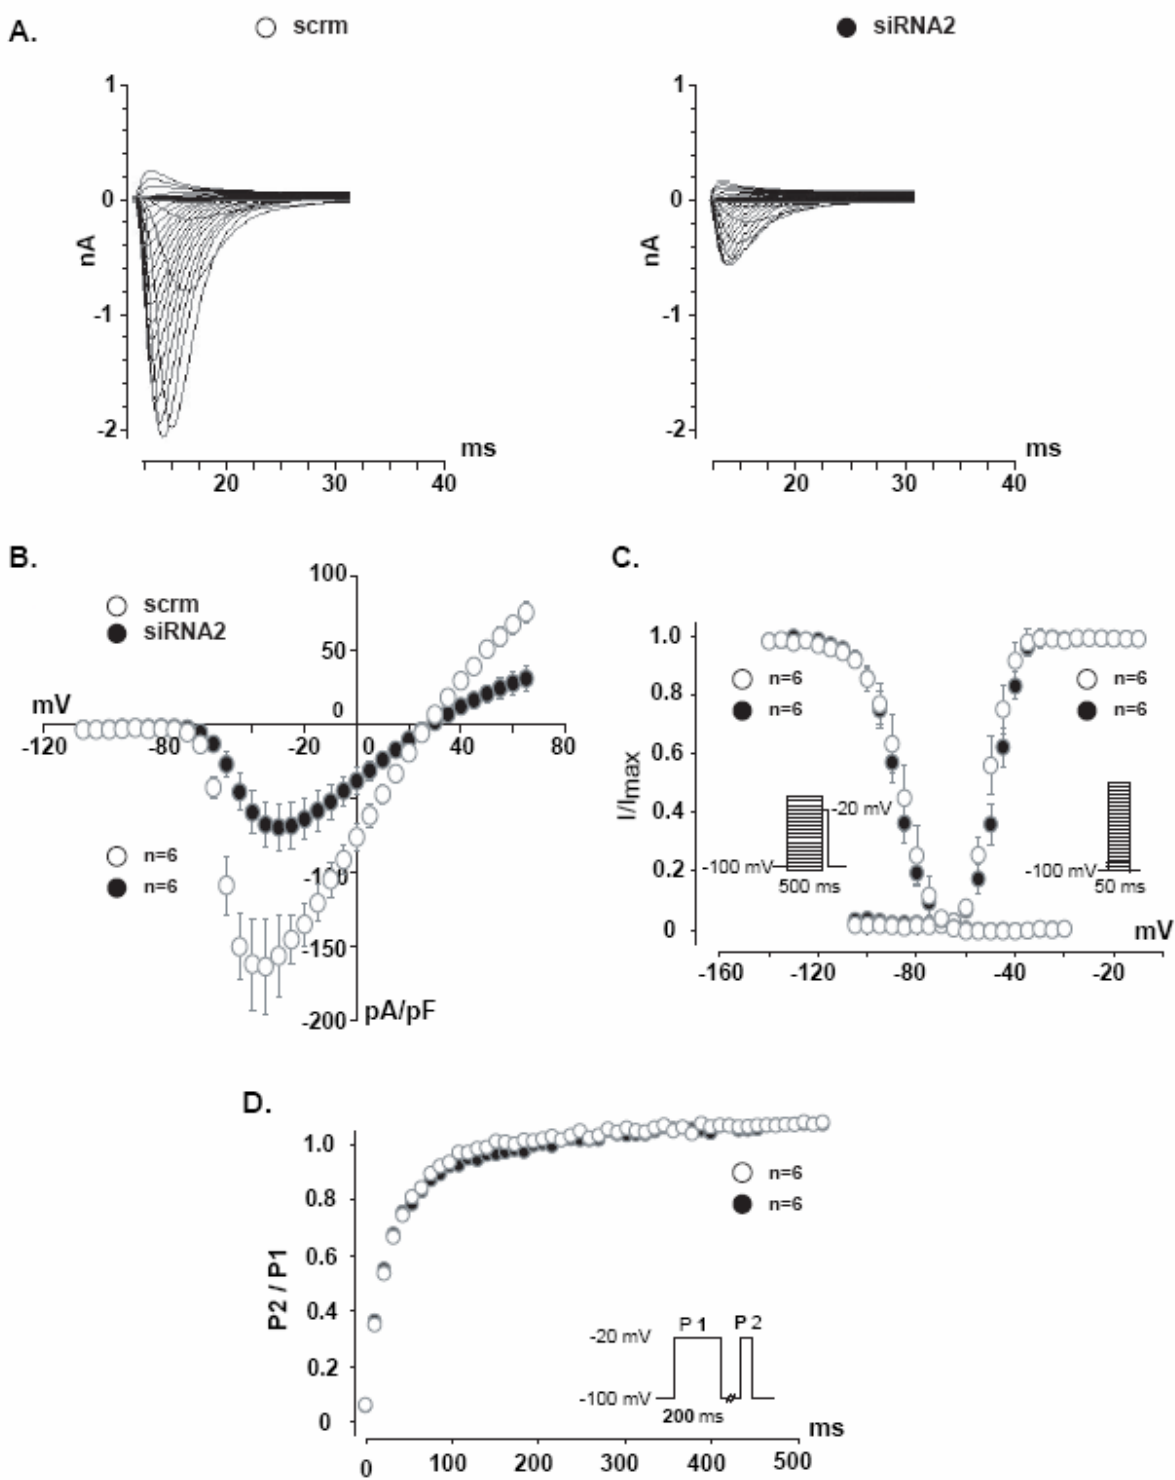 A.
scrm
siRNA2
1
0
-1
-2
nA
ms
20 30 40
1
0
-1
-2
nA
ms
20 30 40
B.
scrm
siRNA2
100
50
0
-100
-150
-200
mV
-120 -80 -20 0 40 80
n=6
n=6
pA/pF
C.
1.0
0.8
0.6
0.4
0.2
0
I/Imax
n=6
n=6
n=6
n=6
-20 mV
-100 mV
500 ms
-100 mV
50 ms
mV
-160 -120 -80 -40 -20
D.
1.0
0.8
0.6
0.4
0.2
0
P2 / P1
n=6
n=6
P 1 P 2
-20 mV
-100 mV
200 ms
ms
0 100 200 300 400 500